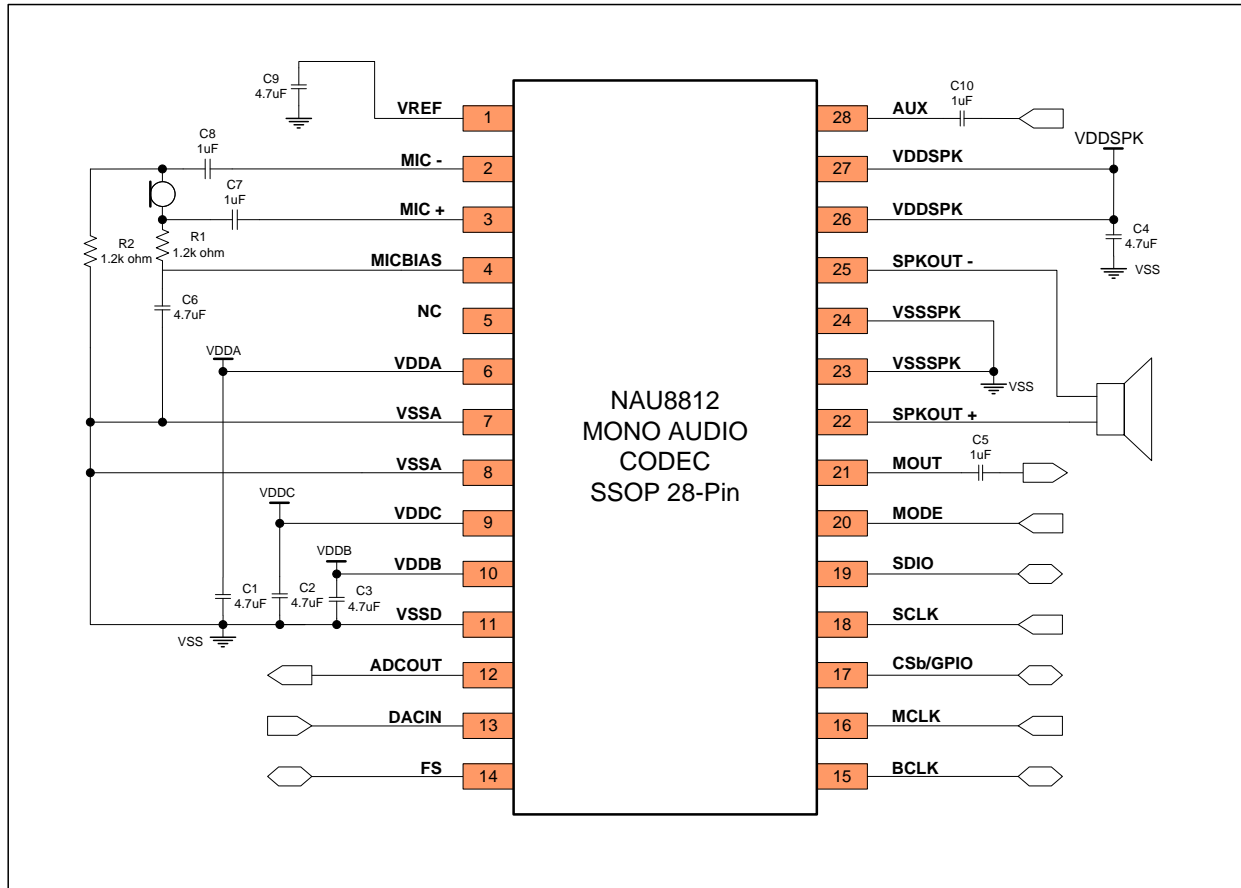 C9
4.7uF
VREF
1
C8
1uF
MIC -
2
C7
1uF
MIC +
3
R2
1.2k ohm
R1
1.2k ohm
MICBIAS
4
C6
4.7uF
NC
5
VDDA
VDDA
6
VSSA
7
VSSA
8
VDDC
VDDC
9
VDDB
VDDB
10
C1
4.7uF
C2
4.7uF
C3
4.7uF
VSSD
11
VSS
ADCOUT
12
DACIN
13
FS
14
NAU8812
MONO AUDIO
CODEC
SSOP 28-Pin
28
AUX
C10
1uF
VDDSPK
27
VDDSPK
26
VDDSPK
C4
4.7uF
VSS
25
SPKOUT -
24
VSSSPK
23
VSSSPK
VSS
22
SPKOUT +
21
MOUT
C5
1uF
20
MODE
19
SDIO
18
SCLK
17
CSb/GPIO
16
MCLK
15
BCLK